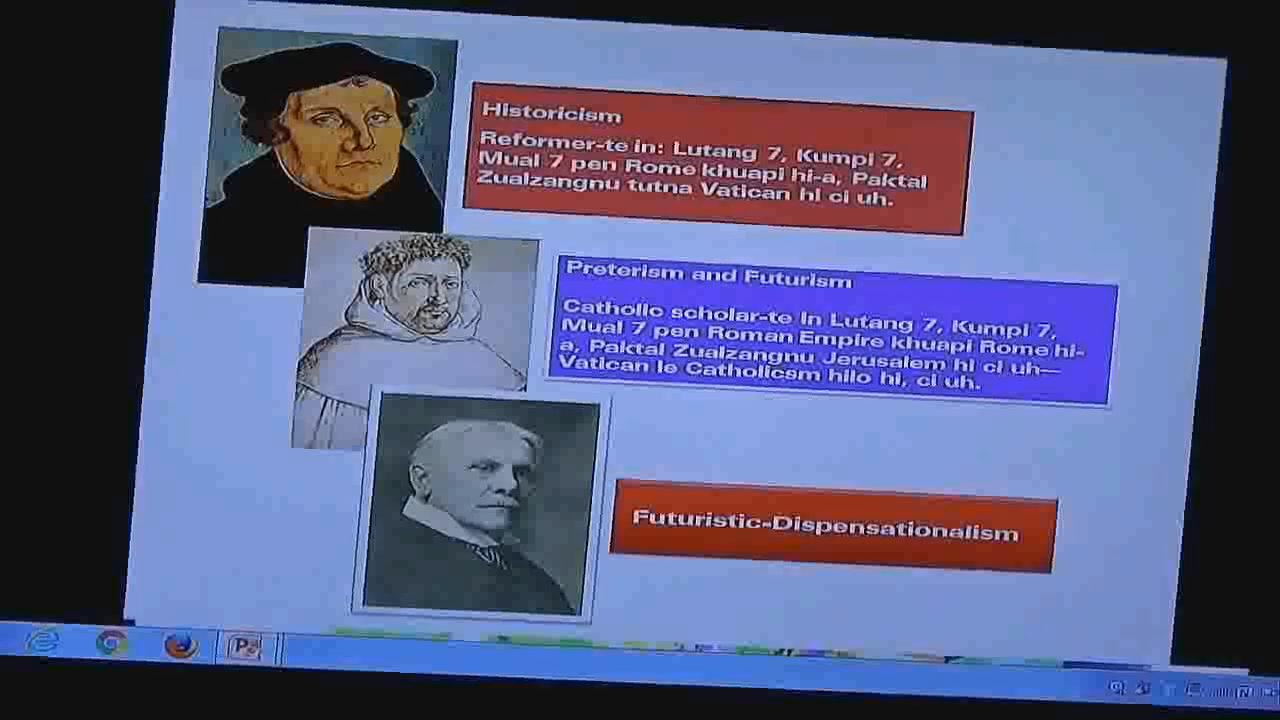 Historicism
Reformer-te in: Lutang 7, Kumpi 7,
Mual 7 pen Rome khuapi hi-a, Paktal
Zualzangnu tutna Vatican hi ci uh.
Preterism and Futurism
Catholic scholar-te in Lutang 7, Kumpi 7,
Mual 7 pen Roman Empire khuapi Rome hi-
a, Paktal Zualzangnu Jerusalem hi ci uh—
Vatican le Catholicsm hilo hi, ci uh.
Futuristic-Dispensationalism